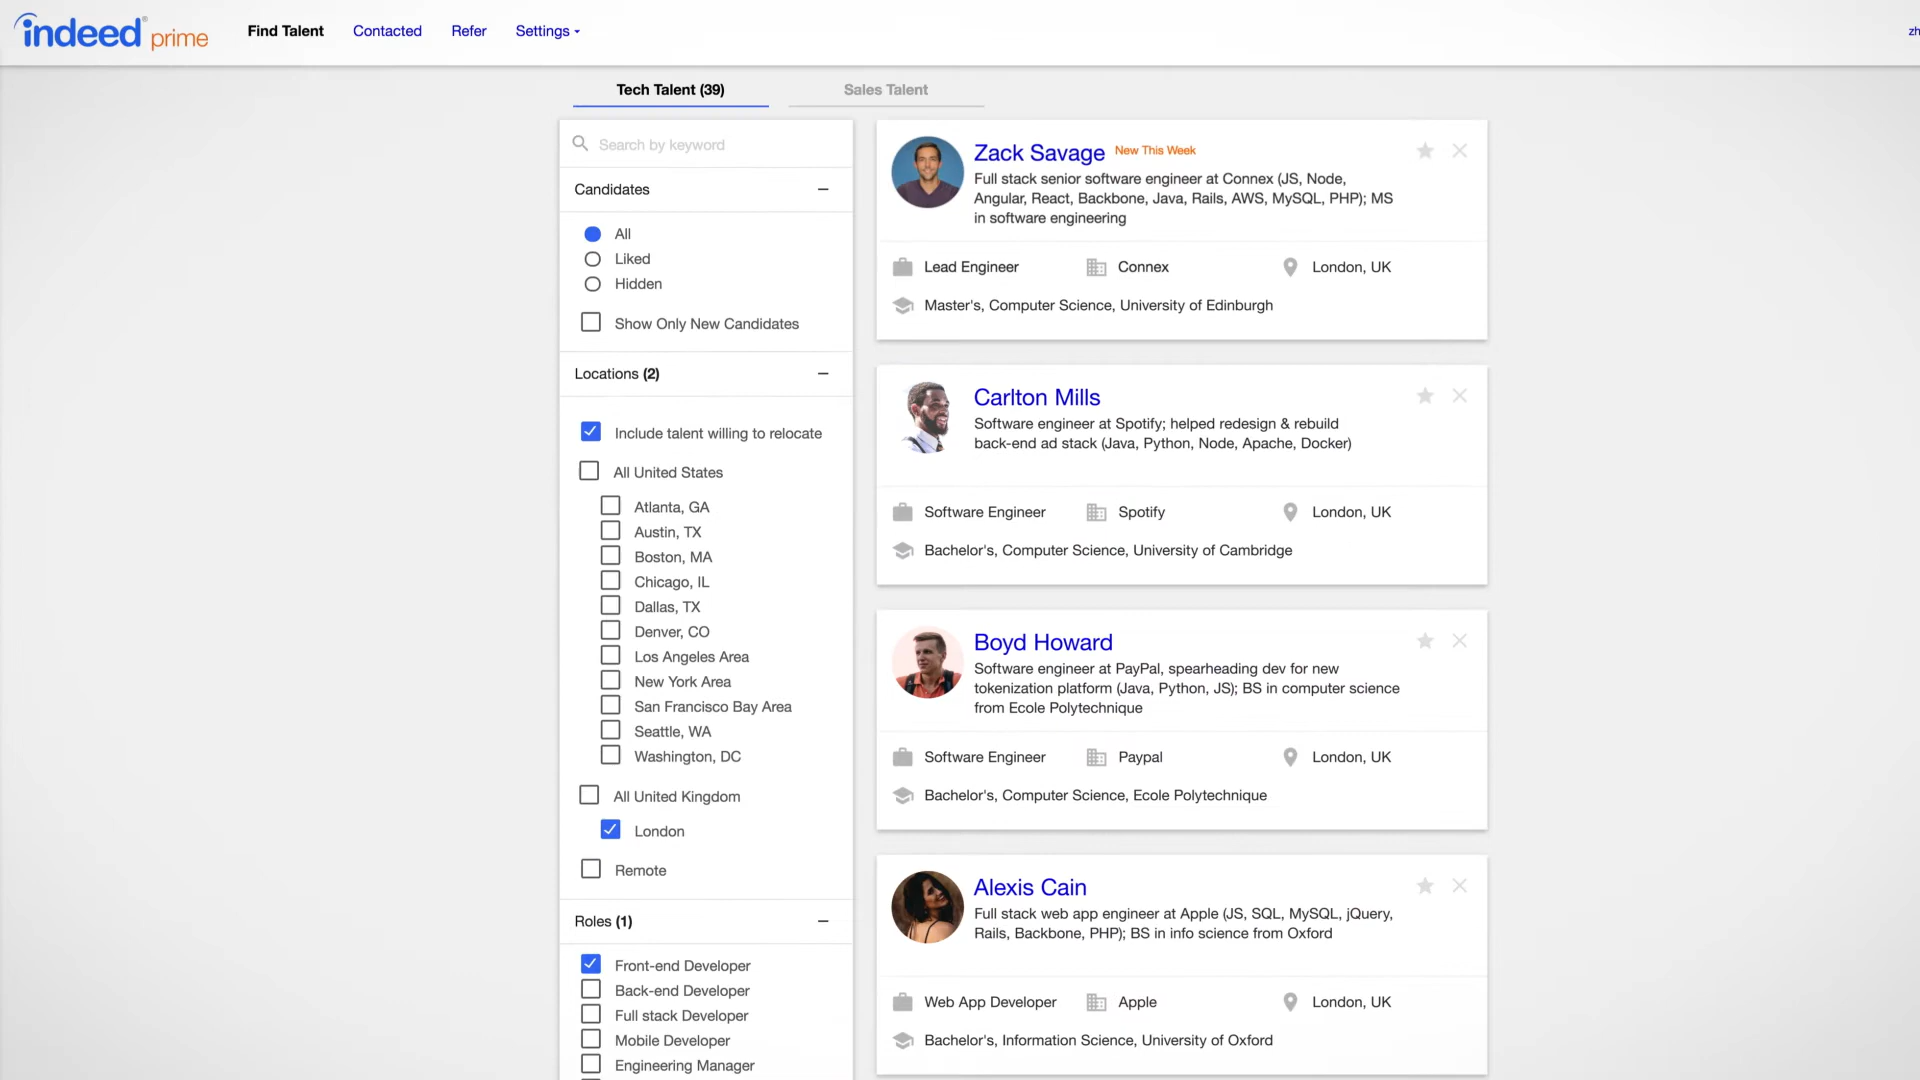 indeed® prime
Find Talent
Contacted
Refer
Settings
zh
Tech Talent (39)
Sales Talent
Search by keyword
Candidates
All
Liked
Hidden
Show Only New Candidates
Locations (2)
Include talent willing to relocate
All United States
Atlanta, GA
Austin, TX
Boston, MA
Chicago, IL
Dallas, TX
Denver, CO
Los Angeles Area
New York Area
San Francisco Bay Area
Seattle, WA
Washington, DC
All United Kingdom
London
Remote
Roles (1)
Front-end Developer
Back-end Developer
Full stack Developer
Mobile Developer
Engineering Manager
Zack Savage New This Week
Full stack senior software engineer at Connex (JS, Node,
Angular, React, Backbone, Java, Rails, AWS, MySQL, PHP); MS
in software engineering
Lead Engineer
Connex
London, UK
Master's, Computer Science, University of Edinburgh
Carlton Mills
Software engineer at Spotify; helped redesign & rebuild
back-end ad stack (Java, Python, Node, Apache, Docker)
Software Engineer
Spotify
London, UK
Bachelor's, Computer Science, University of Cambridge
Boyd Howard
Software engineer at PayPal, spearheading dev for new
tokenization platform (Java, Python, JS); BS in computer science
from Ecole Polytechnique
Software Engineer
Paypal
London, UK
Bachelor's, Computer Science, Ecole Polytechnique
Alexis Cain
Full stack web app engineer at Apple (JS, SQL, MySQL, jQuery,
Rails, Backbone, PHP); BS in info science from Oxford
Web App Developer
Apple
London, UK
Bachelor's, Information Science, University of Oxford